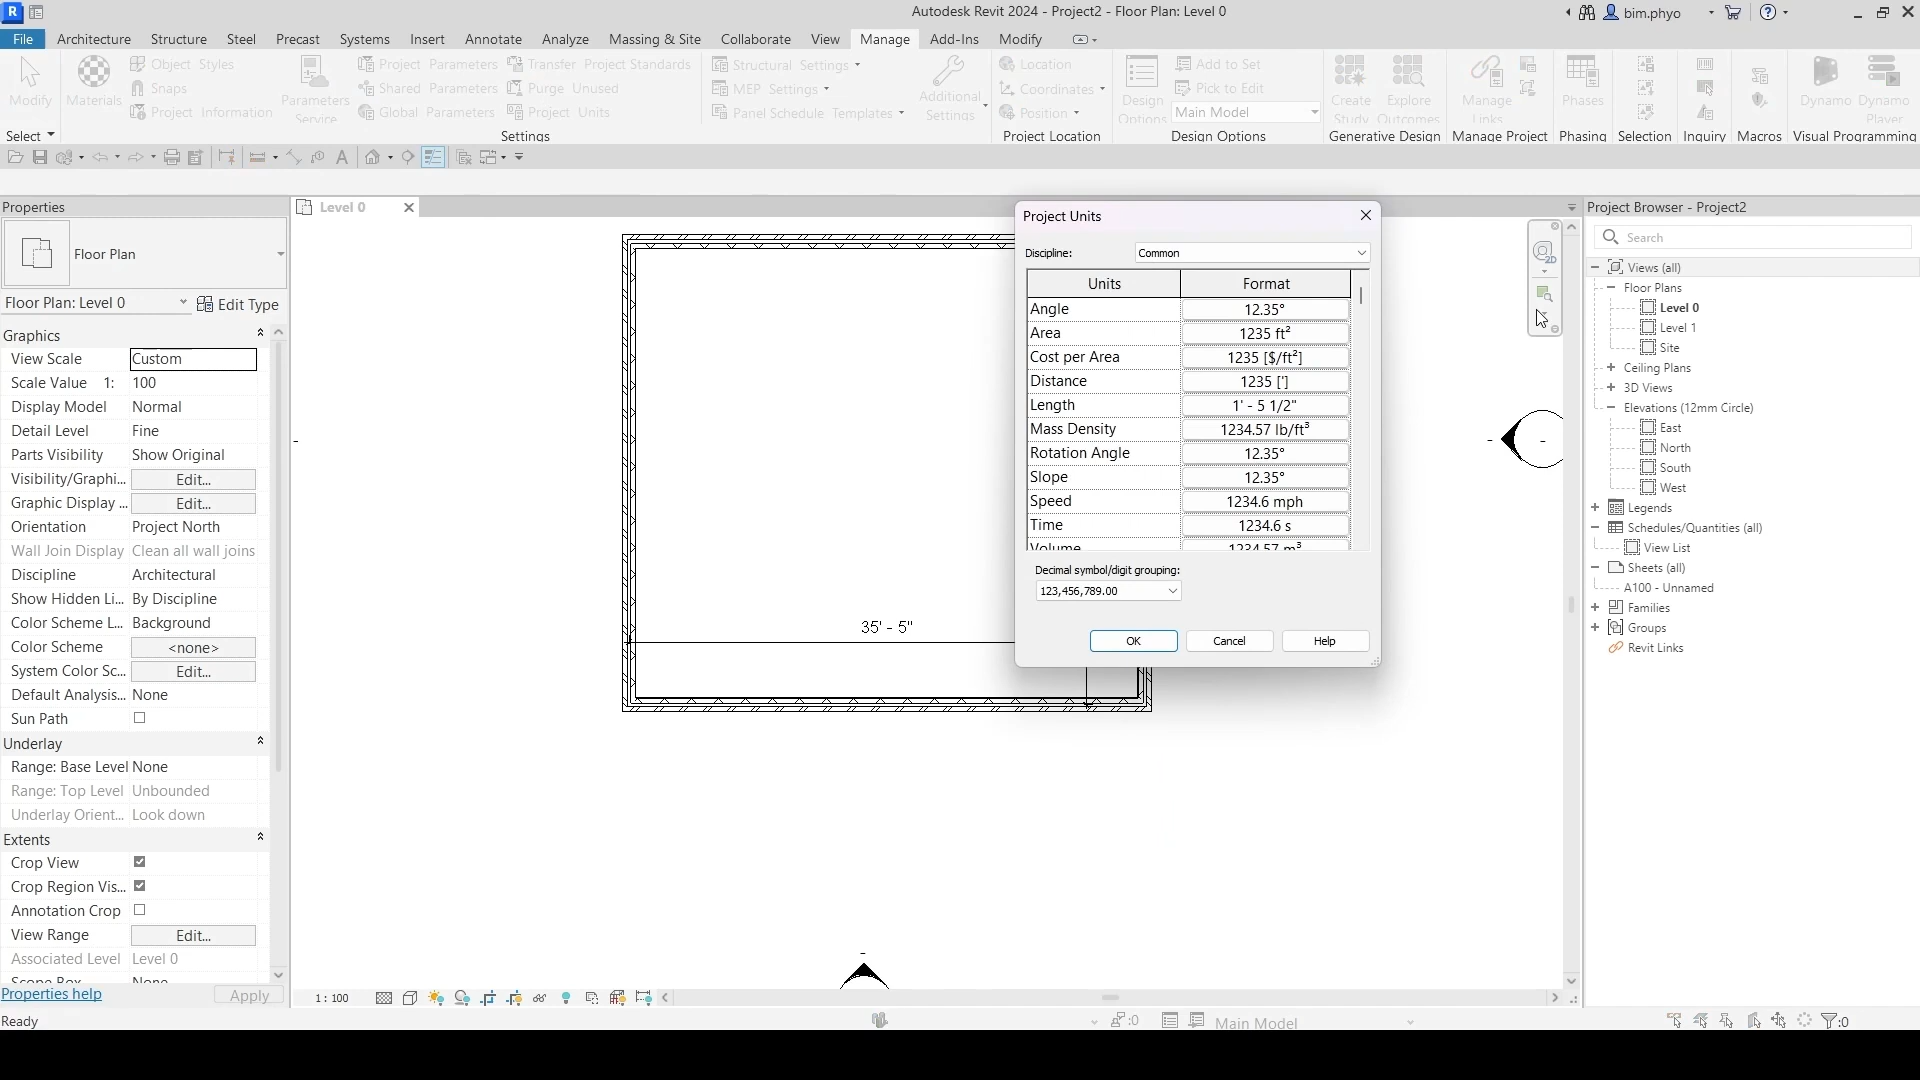 R
Autodesk Revit 2024 - Project2 - Floor Plan: Level 0
bim.phyo
File Architecture Structure Steel Precast Systems Insert Annotate Analyze Massing & Site Collaborate View Manage Add-Ins Modify
Modify
Select
Materials
Object Styles
Snaps
Project Information
Parameters
Service
Project Parameters
Shared Parameters
Global Parameters
Transfer Project Standards
Purge Unused
Project Units
Structural Settings
MEP Settings
Panel Schedule Templates
Additional
Settings
Settings
Location
Coordinates
Position
Project Location
Design
Options
Add to Set
Pick to Edit
Main Model
Design Options
Create
Study
Explore
Outcomes
Generative Design
Manage
Links
Manage Project
Phases
Phasing
Selection
Inquiry
Macros
Dynamo
Dynamo
Player
Visual Programming
Properties
Floor Plan
Floor Plan: Level 0
Edit Type
Graphics
View Scale Custom
Scale Value 1: 100
Display Model Normal
Detail Level Fine
Parts Visibility Show Original
Visibility/Graphi... Edit...
Graphic Display ... Edit...
Orientation Project North
Wall Join Display Clean all wall joins
Discipline Architectural
Show Hidden Li... By Discipline
Color Scheme L... Background
Color Scheme <none>
System Color Sc... Edit...
Default Analysis... None
Sun Path
Underlay
Range: Base Level None
Range: Top Level Unbounded
Underlay Orient... Look down
Extents
Crop View
Crop Region Vis...
Annotation Crop
View Range Edit...
Associated Level Level 0
Scope Box None
Properties help
Apply
Ready
Level 0
35' - 5"
Project Units
Discipline: Common
Units Format
Angle 12.35°
Area 1235 ft²
Cost per Area 1235 [$/ft²]
Distance 1235 [']
Length 1' - 5 1/2"
Mass Density 1234.57 lb/ft³
Rotation Angle 12.35°
Slope 12.35°
Speed 1234.6 mph
Time 1234.6 s
Volume 1234.57 m³
Decimal symbol/digit grouping:
123,456,789.00
OK Cancel Help
2D
1 : 100
:0
Main Model
:0
Project Browser - Project2
Search
Views (all)
Floor Plans
Level 0
Level 1
Site
Ceiling Plans
3D Views
Elevations (12mm Circle)
East
North
South
West
Legends
Schedules/Quantities (all)
View List
Sheets (all)
A100 - Unnamed
Families
Groups
Revit Links